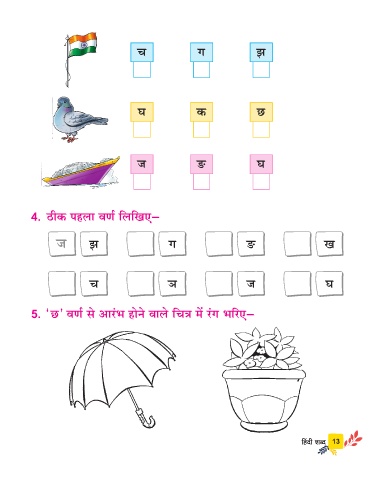 च ग झ
घ क छ
ज ङ घ
4. ठीक पहला वर्ण लिखिए–
ज झ ग ङ ख
च ञ ज घ
5. 'छ' वर्ण से आरंभ होने वाले चित्र में रंग भरिए–
हिंदी शब्द 13